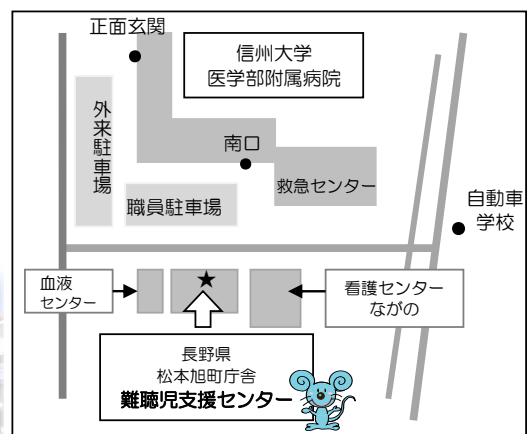 正面玄関
信州大学
医学部附属病院
外来駐車場
南口
救急センター
職員駐車場
自動車
学校
血液
センター
★
看護センター
ながの
長野県
松本旭町庁舎
難聴児支援センター